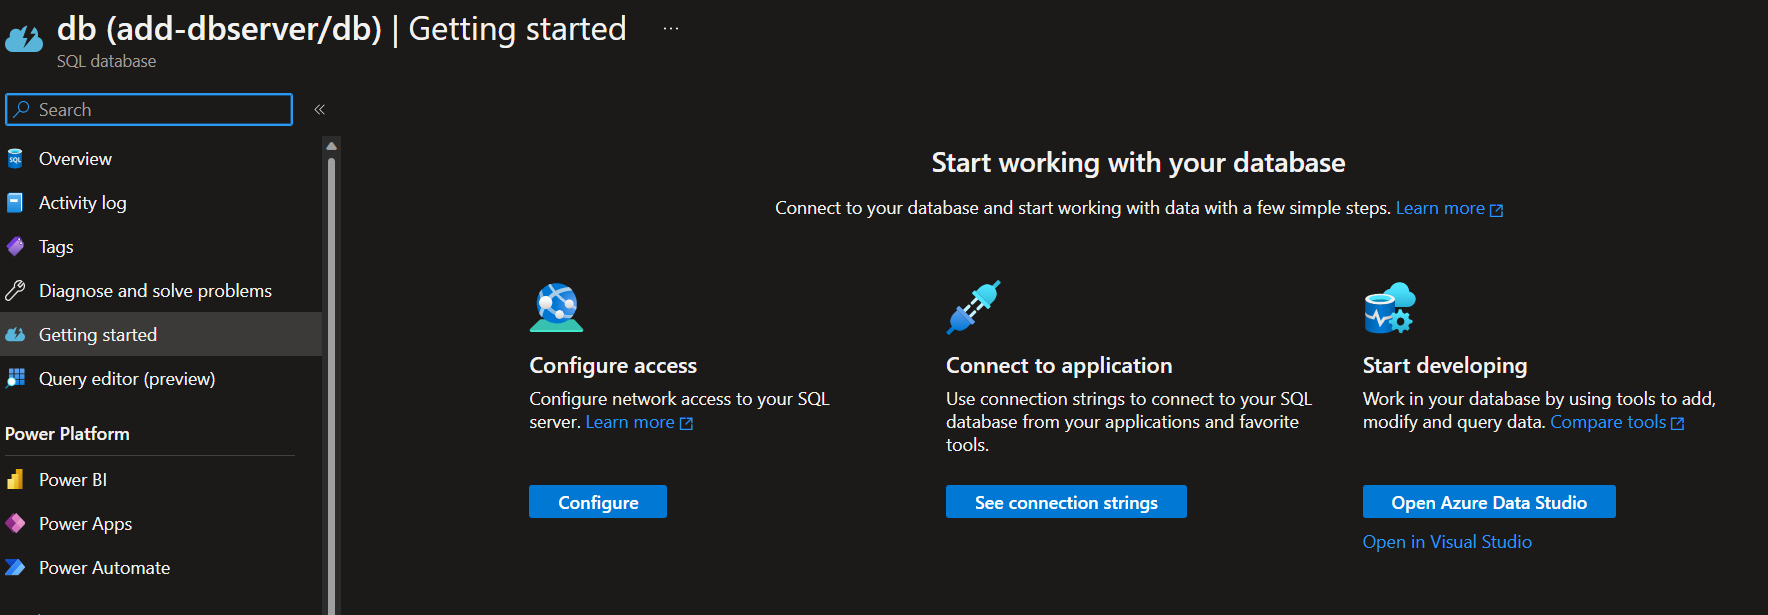 db (add-dbserver/db) | Getting started ...
SQL database
Search
«
Overview
Activity log
Tags
Diagnose and solve problems
Getting started
Query editor (preview)
Power Platform
Power BI
Power Apps
Power Automate
Start working with your database
Connect to your database and start working with data with a few simple steps. Learn more
Configure access
Configure network access to your SQL
server. Learn more
Configure
Connect to application
Use connection strings to connect to your SQL
database from your applications and favorite
tools.
See connection strings
Start developing
Work in your database by using tools to add,
modify and query data. Compare tools
Open Azure Data Studio
Open in Visual Studio